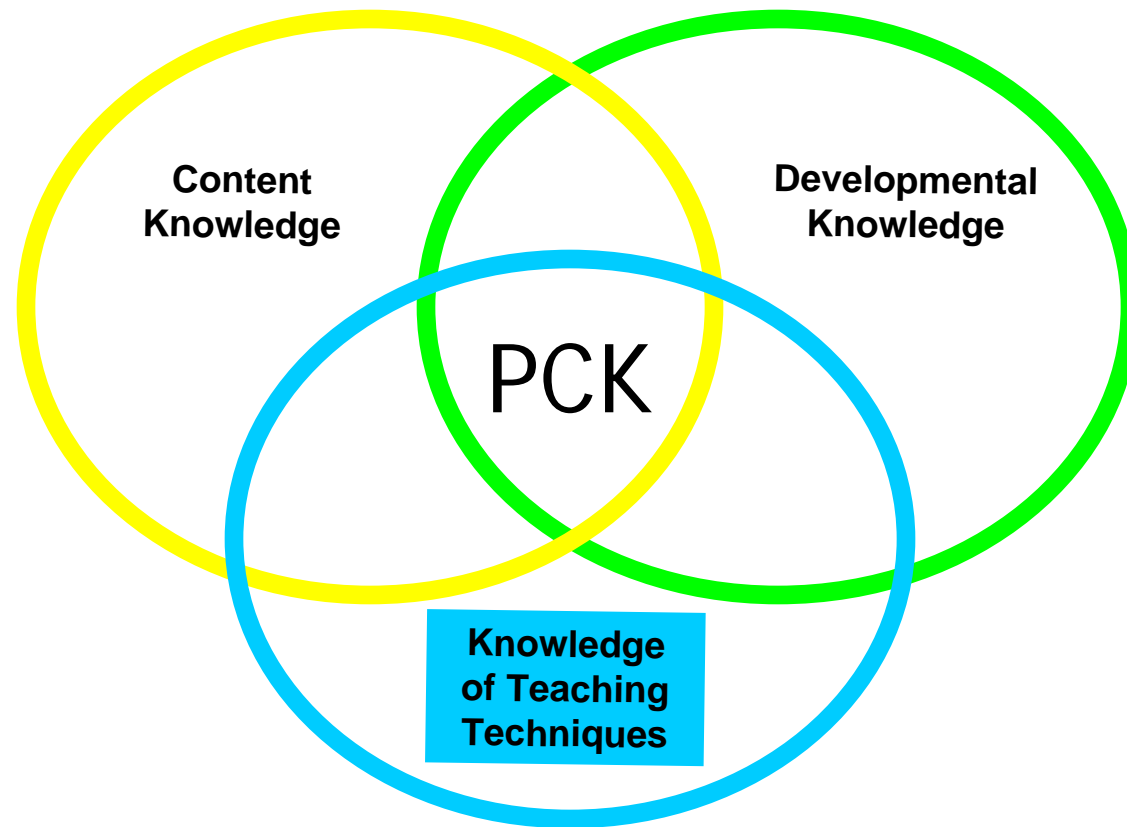 Content
Knowledge
Developmental
Knowledge
PCK
Knowledge
of Teaching
Techniques